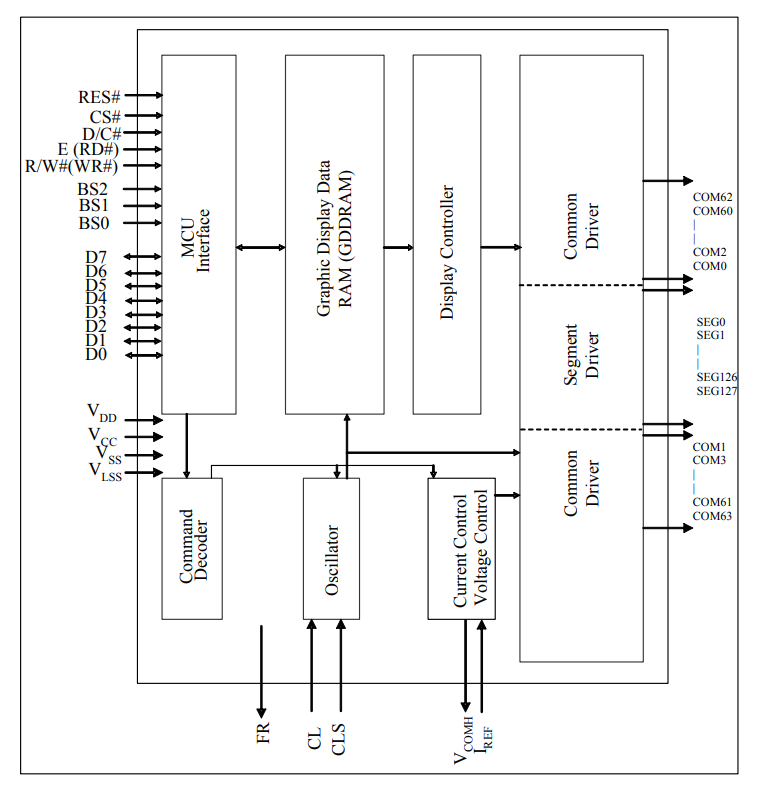 RES#
CS#
D/C#
E (RD#)
R/W#(WR#)
BS2
BS1
BS0
D7
D6
D5
D4
D3
D2
D1
D0
VDD
VCC
VSS
VLSS
MCU
Interface
Graphic Display Data
RAM (GDDRAM)
Display Controller
Common
Driver
Segment
Driver
Common
Driver
COM62
COM60
COM2
COM0
SEG0
SEG1
SEG126
SEG127
COM1
COM3
COM61
COM63
Command
Decoder
Oscillator
Current Control
Voltage Control
FR
CL
CLS
VCOMH
IREF